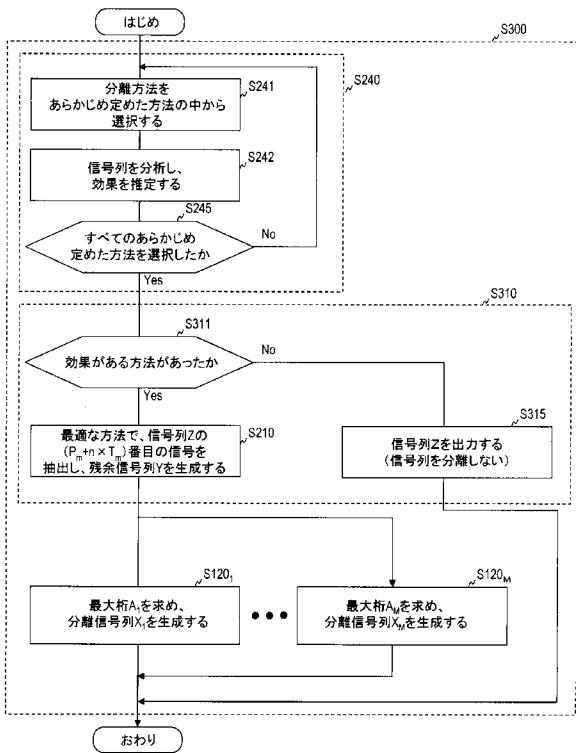 はじめ
S300
S240
S241
分離方法を
あらかじめ定めた方法の中から
選択する
S242
信号列を分析し、
効果を推定する
S245
すべてのあらかじめ
定めた方法を選択したか
No
Yes
S310
S311
効果がある方法があったか
No
Yes
S210
最適な方法で、信号列Zの
(Pm+n×Tm)番目の信号を
抽出し、残余信号列Yを生成する
S315
信号列Zを出力する
(信号列を分離しない)
S120₁
最大桁A₁を求め、
分離信号列X₁を生成する
●●●
S120M
最大桁AMを求め、
分離信号列XMを生成する
おわり